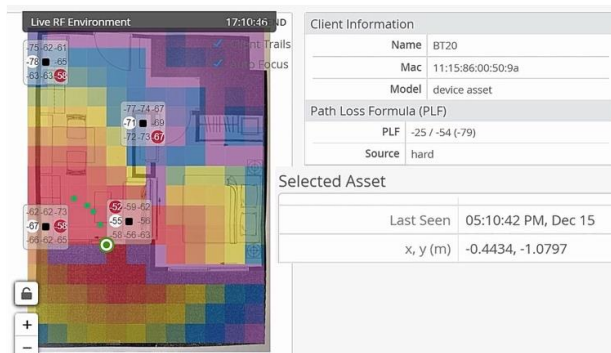 Live RF Environment 17:10:46 ND
Client Trails
Focus
-75 -62 -61
-78 -65
-63 -63 -58
-77 -74 -67
-71 -69
-72 -73 -67
-62 -62 -73
-67 -58
-66 -62 -65
-52 -59 -62
-55 -56
-58 -56 -63
+
−
Client Information
Name BT20
Mac 11:15:86:00:50:9a
Model device asset
Path Loss Formula (PLF)
PLF -25 / -54 (-79)
Source hard
Selected Asset
Last Seen 05:10:42 PM, Dec 15
x, y (m) -0.4434, -1.0797